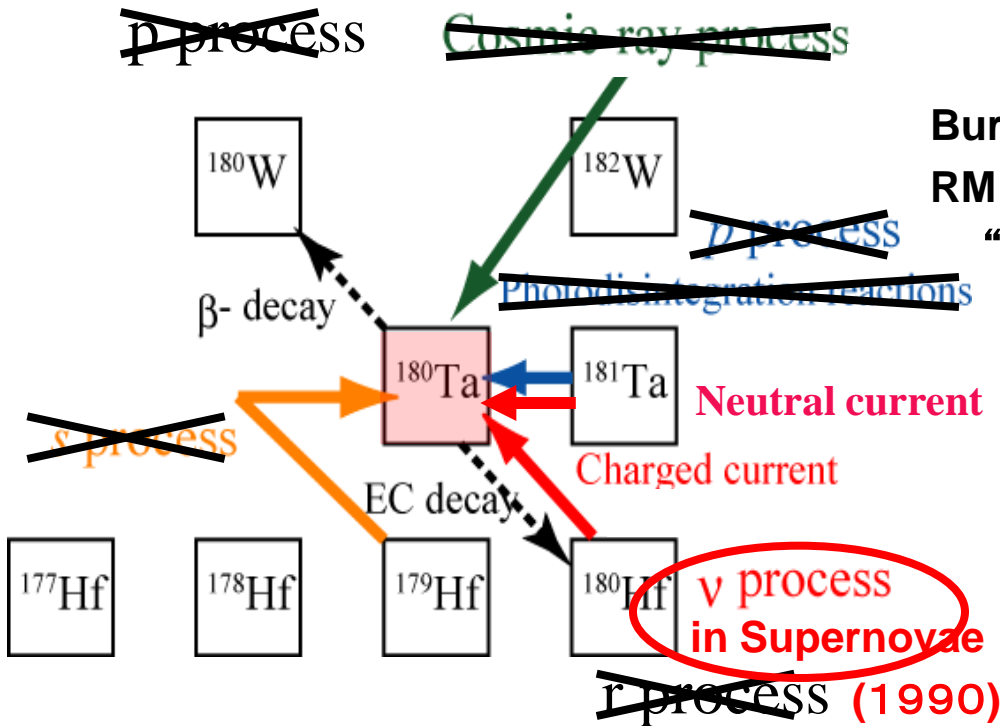 p process
Cosmic ray process
Bur
180W
182W
RM
p process
“
Photodisintegration reactions
β- decay
180Ta
181Ta
Neutral current
s process
Charged current
EC decay
177Hf
178Hf
179Hf
180Hf
ν process
in Supernovae
r process (1990)